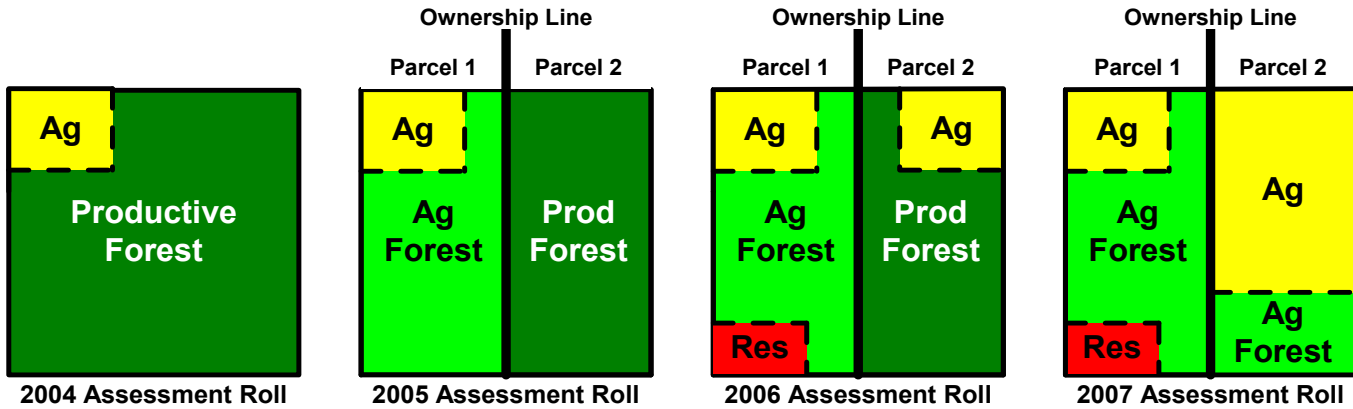 Ownership Line
Ownership Line
Ownership Line
Parcel 1
Parcel 2
Parcel 1
Parcel 2
Parcel 1
Parcel 2
Ag
Productive
Forest
Ag
Ag
Forest
Prod
Forest
Ag
Ag
Ag
Forest
Prod
Forest
Res
Ag
Ag
Ag
Forest
Ag
Forest
Res
2004 Assessment Roll
2005 Assessment Roll
2006 Assessment Roll
2007 Assessment Roll